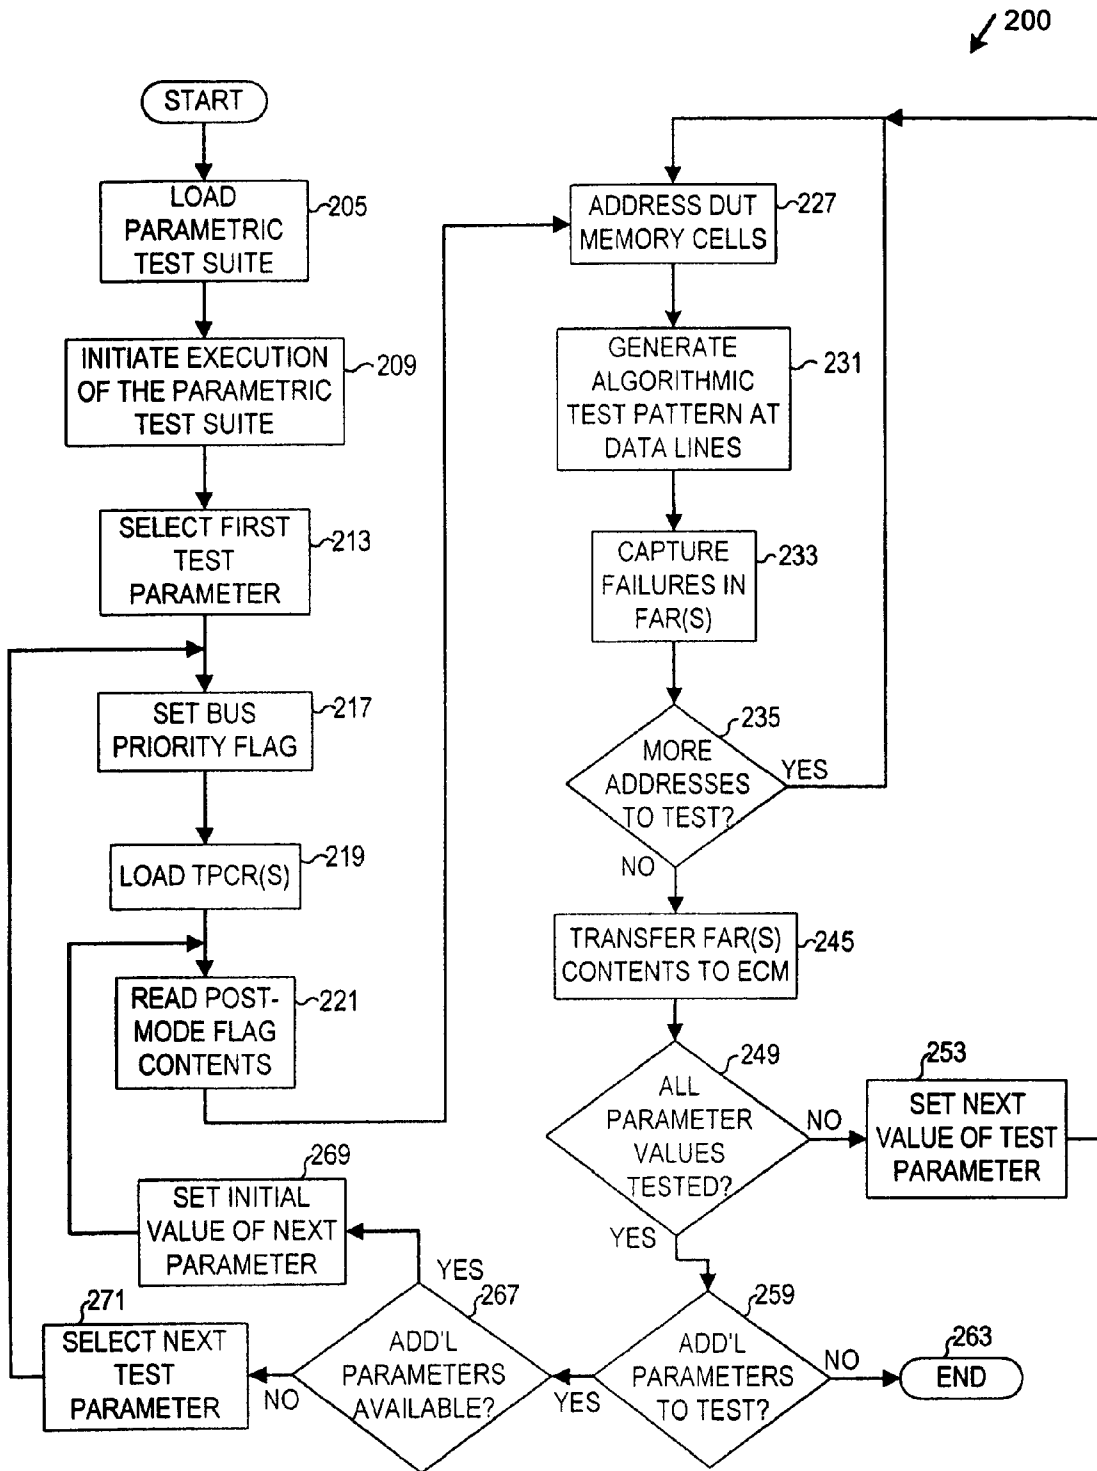 200
START
LOAD
PARAMETRIC
TEST SUITE
205
INITIATE EXECUTION
OF THE PARAMETRIC
TEST SUITE
209
SELECT FIRST
TEST
PARAMETER
213
SET BUS
PRIORITY FLAG
217
LOAD TPCR(S)
219
READ POST-
MODE FLAG
CONTENTS
221
ADDRESS DUT
MEMORY CELLS
227
GENERATE
ALGORITHMIC
TEST PATTERN AT
DATA LINES
231
CAPTURE
FAILURES IN
FAR(S)
233
MORE
ADDRESSES
TO TEST?
235
YES
NO
TRANSFER FAR(S)
CONTENTS TO ECM
245
ALL
PARAMETER
VALUES
TESTED?
249
NO
YES
SET NEXT
VALUE OF TEST
PARAMETER
253
ADD'L
PARAMETERS
TO TEST?
259
NO
YES
END
263
ADD'L
PARAMETERS
AVAILABLE?
267
YES
NO
SET INITIAL
VALUE OF NEXT
PARAMETER
269
SELECT NEXT
TEST
PARAMETER
271